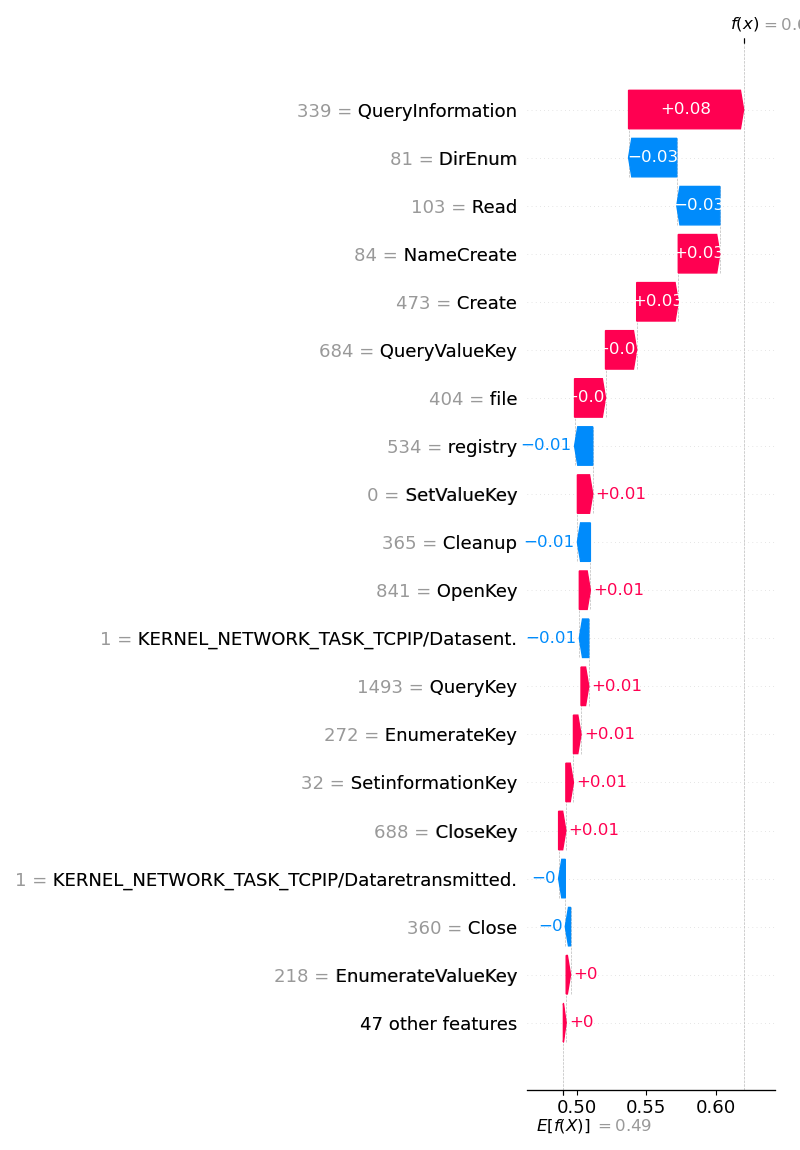 f(x) = 0.6
339 = QueryInformation
+0.08
81 = DirEnum
−0.03
103 = Read
−0.03
84 = NameCreate
+0.03
473 = Create
+0.03
684 = QueryValueKey
404 = file
534 = registry
−0.01
0 = SetValueKey
+0.01
365 = Cleanup
−0.01
841 = OpenKey
+0.01
1 = KERNEL_NETWORK_TASK_TCPIP/Datasent.
−0.01
1493 = QueryKey
+0.01
272 = EnumerateKey
+0.01
32 = SetinformationKey
+0.01
688 = CloseKey
+0.01
1 = KERNEL_NETWORK_TASK_TCPIP/Dataretransmitted.
−0
360 = Close
−0
218 = EnumerateValueKey
+0
47 other features
+0
0.50 0.55 0.60
E[f(X)] = 0.49